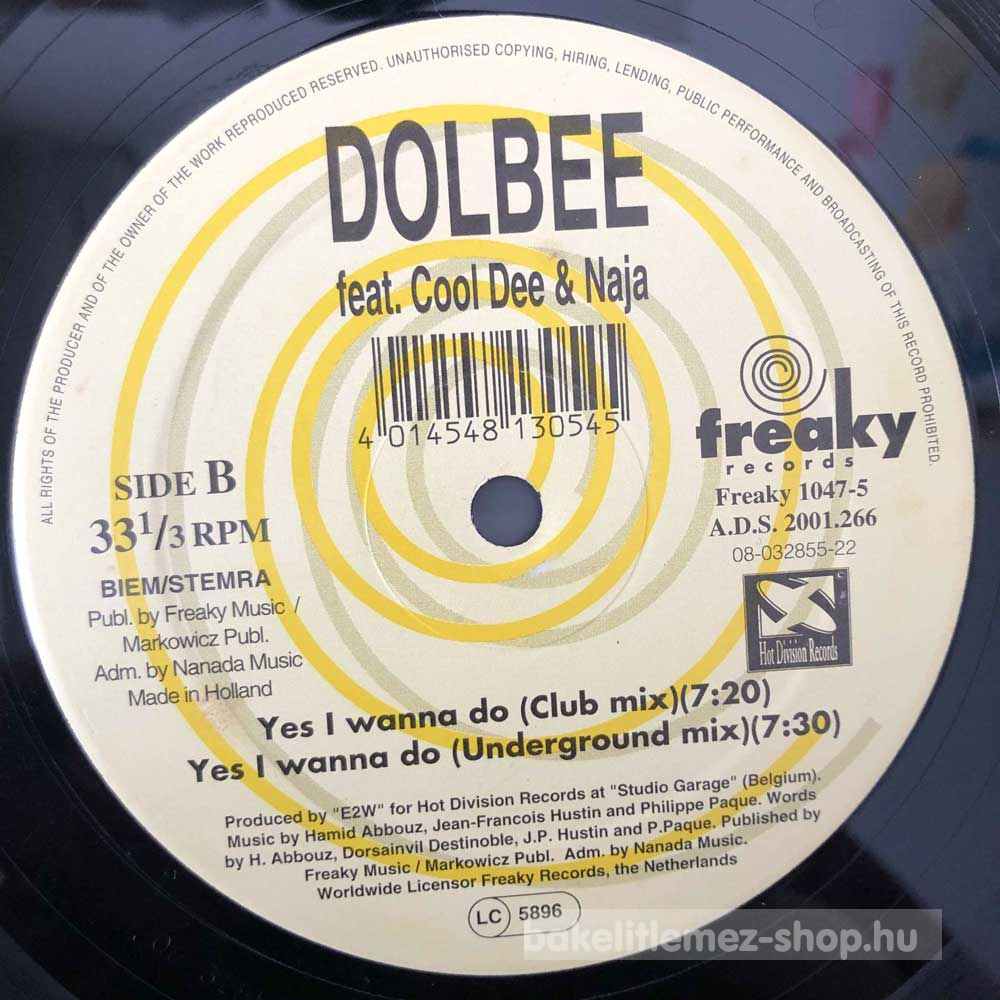 ALL RIGHTS OF THE PRODUCER AND OF THE OWNER OF THE WORK REPRODUCED RESERVED. UNAUTHORISED COPYING, HIRING, LENDING, PUBLIC PERFORMANCE AND BROADCASTING OF THIS RECORD PROHIBITED.
DOLBEE
feat. Cool Dee & Naja
4 014548 130545
freaky
records
Freaky 1047-5
A.D.S. 2001.266
08-032855-22
Hot Division Records
SIDE B
33 1/3 RPM
BIEM/STEMRA
Publ. by Freaky Music /
Markowicz Publ.
Adm. by Nanada Music
Made in Holland
Yes I wanna do (Club mix)(7:20)
Yes I wanna do (Underground mix)(7:30)
Produced by "E2W" for Hot Division Records at "Studio Garage" (Belgium).
Music by Hamid Abbouz, Jean-Francois Hustin and Philippe Paque. Words
by H. Abbouz, Dorsainvil Destinoble, J.P. Hustin and P.Paque. Published by
Freaky Music / Markowicz Publ. Adm. by Nanada Music.
Worldwide Licensor Freaky Records, the Netherlands
LC 5896
bakelitlemez-shop.hu